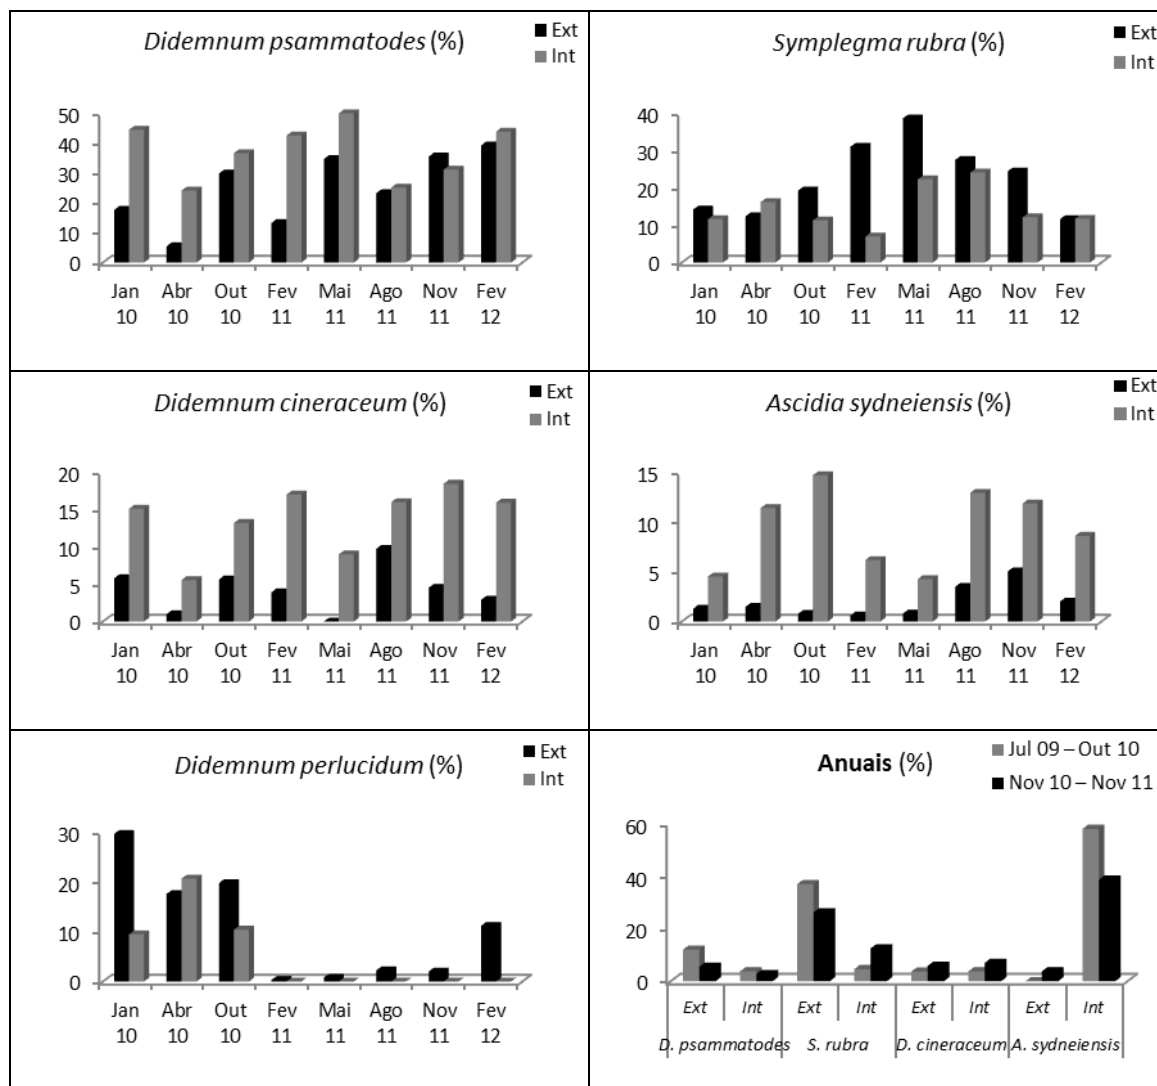 Didemnum psammatodes (%)
Ext
Int
50
40
30
20
10
0
Jan Abr Out Fev Mai Ago Nov Fev
10 10 10 11 11 11 11 12
Symplegma rubra (%)
Ext
Int
40
30
20
10
0
Jan Abr Out Fev Mai Ago Nov Fev
10 10 10 11 11 11 11 12
Didemnum cineraceum (%)
Ext
Int
20
15
10
5
0
Jan Abr Out Fev Mai Ago Nov Fev
10 10 10 11 11 11 11 12
Ascidia sydneiensis (%)
Ext
Int
15
10
5
0
Jan Abr Out Fev Mai Ago Nov Fev
10 10 10 11 11 11 11 12
Didemnum perlucidum (%)
Ext
Int
30
20
10
0
Jan Abr Out Fev Mai Ago Nov Fev
10 10 10 11 11 11 11 12
Anuais (%)
Jul 09 – Out 10
Nov 10 – Nov 11
60
40
20
0
Ext Int Ext Int Ext Int Ext Int
D. psammatodes S. rubra D. cineraceum A. sydneiensis